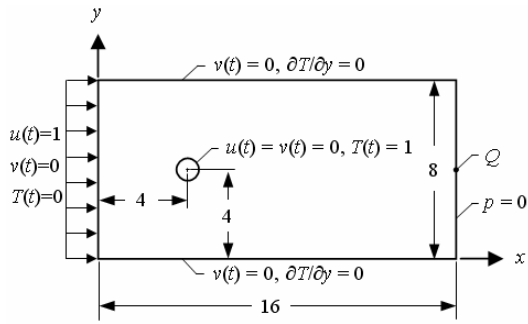 y
v(t) = 0, ∂T/∂y = 0
u(t)=1
v(t)=0
T(t)=0
u(t) = v(t) = 0, T(t) = 1
4
4
8
Q
p = 0
v(t) = 0, ∂T/∂y = 0
x
16